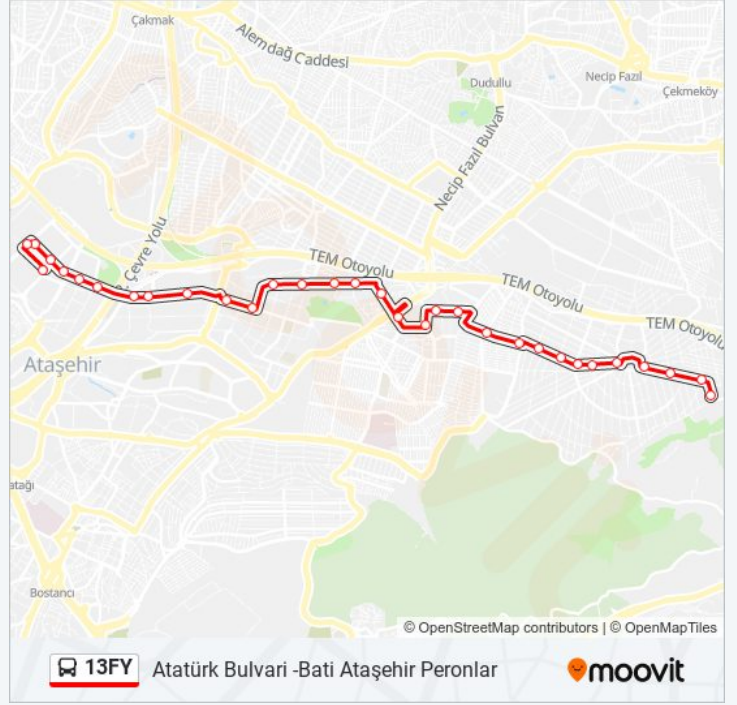 Çakmak
Alemdağ Caddesi
Dudullu
Necip Fazıl
Çekmeköy
Necip Fazıl Bulvarı
Çevre Yolu
TEM Otoyolu
TEM Otoyolu
TEM Otoyolu
Ataşehir
atağı
Bostancı
© OpenStreetMap contributors | © OpenMapTiles
13FY
Atatürk Bulvari -Bati Ataşehir Peronlar
moovit